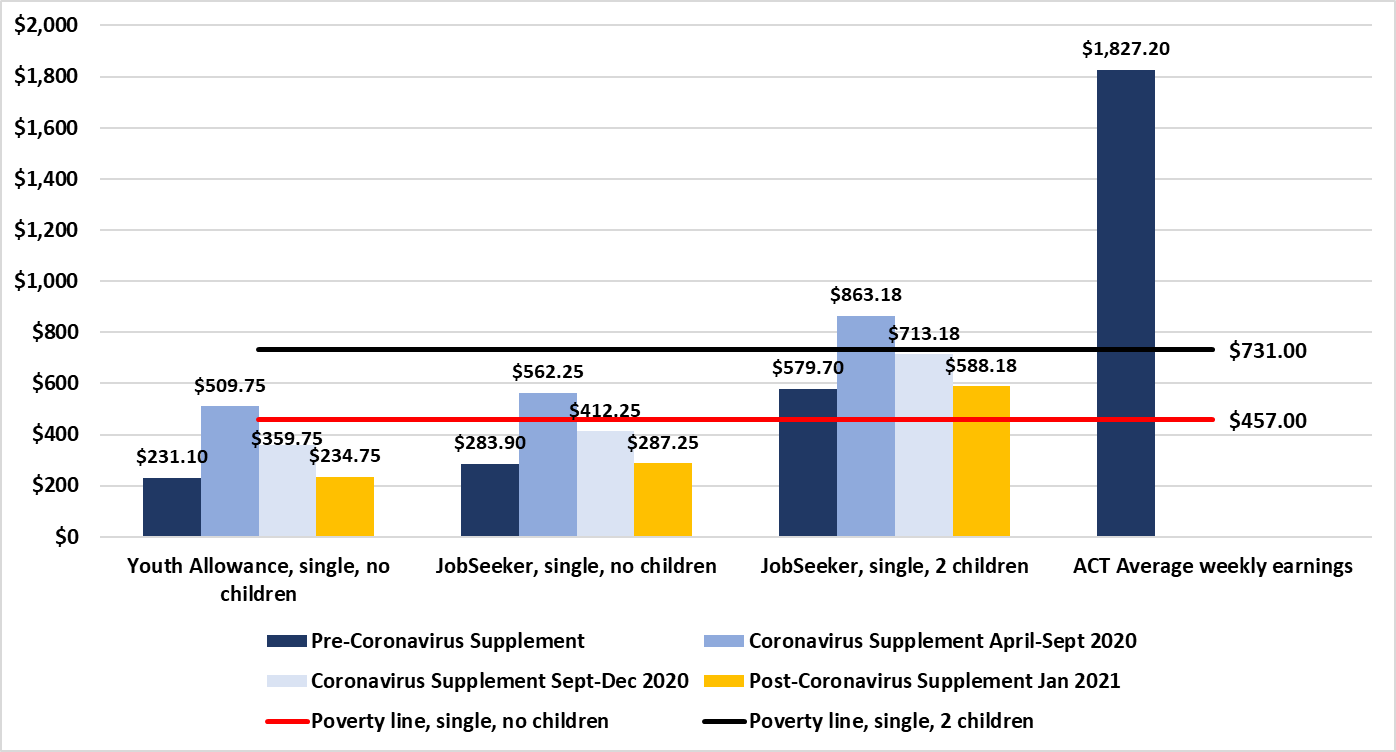 $2,000
$1,800
$1,600
$1,400
$1,200
$1,000
$800
$600
$400
$200
$0
$231.10
$509.75
$359.75
$234.75
$283.90
$562.25
$412.25
$287.25
$579.70
$863.18
$713.18
$588.18
$1,827.20
$731.00
$457.00
Youth Allowance, single, no
children
JobSeeker, single, no children
JobSeeker, single, 2 children
ACT Average weekly earnings
Pre-Coronavirus Supplement
Coronavirus Supplement April-Sept 2020
Coronavirus Supplement Sept-Dec 2020
Post-Coronavirus Supplement Jan 2021
Poverty line, single, no children
Poverty line, single, 2 children